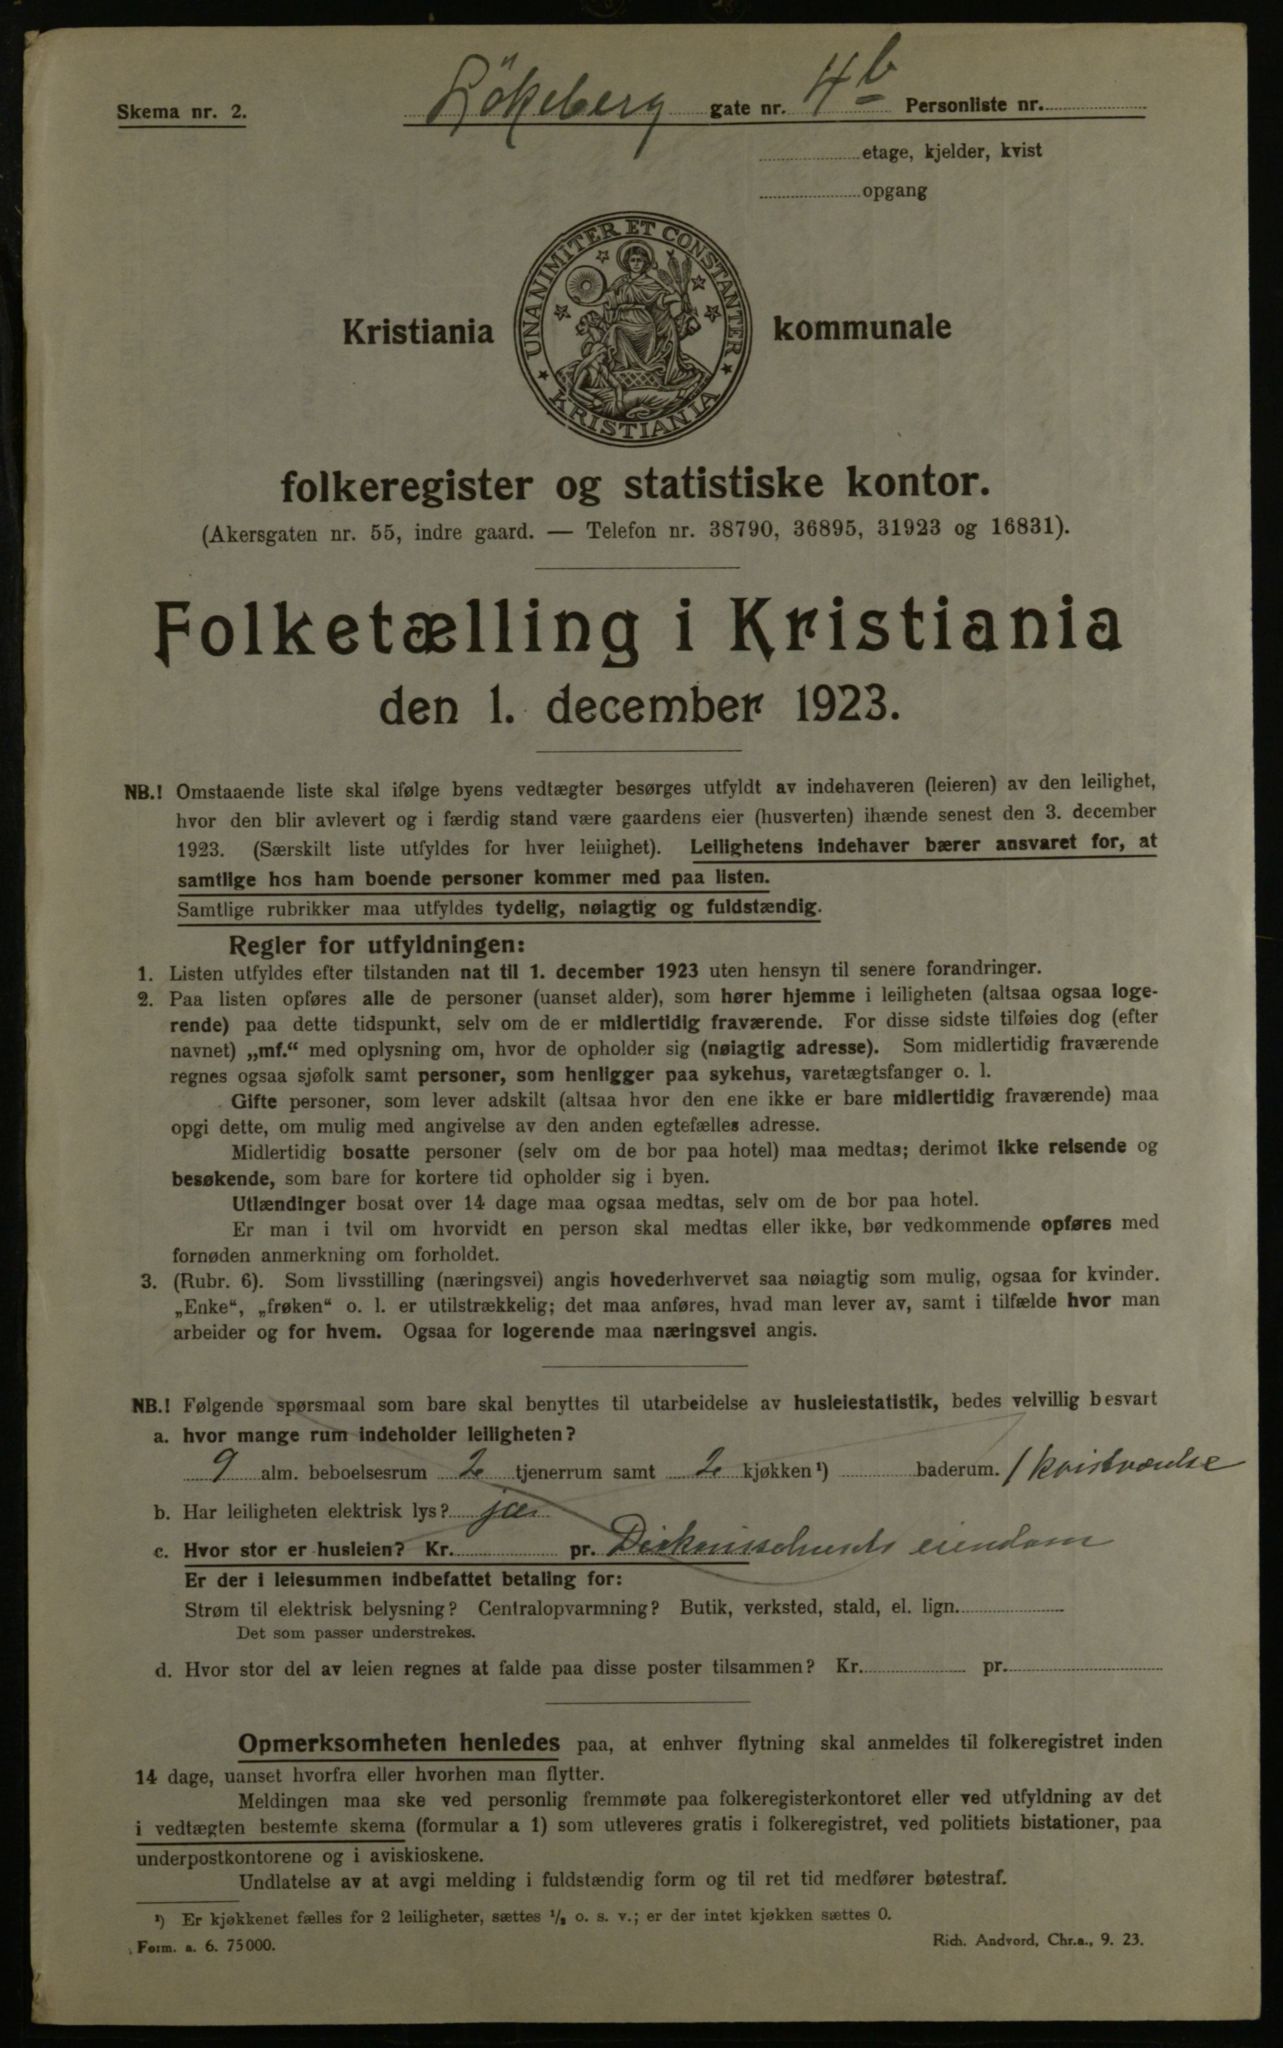 Skema nr. 2.
Løkeberg gate nr. 4b Personliste nr.
etage, kjelder, kvist
opgang
UNANIMITER ET CONSTANTER
KRISTIANIA
Kristiania kommunale
folkeregister og statistiske kontor.
(Akersgaten nr. 55, indre gaard. — Telefon nr. 38790, 36895, 31923 og 16831).
Folketælling i Kristiania
den 1. december 1923.
NB.! Omstaaende liste skal ifølge byens vedtægter besørges utfyldt av indehaveren (leieren) av den leilighet,
hvor den blir avlevert og i færdig stand være gaardens eier (husverten) ihænde senest den 3. december
1923. (Særskilt liste utfyldes for hver leilighet). Leilighetens indehaver bærer ansvaret for, at
samtlige hos ham boende personer kommer med paa listen.
Samtlige rubrikker maa utfyldes tydelig, nøiagtig og fuldstændig.
Regler for utfyldningen:
1. Listen utfyldes efter tilstanden nat til 1. december 1923 uten hensyn til senere forandringer.
2. Paa listen opføres alle de personer (uanset alder), som hører hjemme i leiligheten (altsaa ogsaa loge-
rende) paa dette tidspunkt, selv om de er midlertidig fraværende. For disse sidste tilføies dog (efter
navnet) „mf.“ med oplysning om, hvor de opholder sig (nøiagtig adresse). Som midlertidig fraværende
regnes ogsaa sjøfolk samt personer, som henligger paa sykehus, varetægtsfanger o. l.
Gifte personer, som lever adskilt (altsaa hvor den ene ikke er bare midlertidig fraværende) maa
opgi dette, om mulig med angivelse av den anden egtefælles adresse.
Midlertidig bosatte personer (selv om de bor paa hotel) maa medtas; derimot ikke reisende og
besøkende, som bare for kortere tid opholder sig i byen.
Utlændinger bosat over 14 dage maa ogsaa medtas, selv om de bor paa hotel.
Er man i tvil om hvorvidt en person skal medtas eller ikke, bør vedkommende opføres med
fornøden anmerkning om forholdet.
3. (Rubr. 6). Som livsstilling (næringsvei) angis hovederhvervet saa nøiagtig som mulig, ogsaa for kvinder.
„Enke“, „frøken“ o. l. er utilstrækkelig; det maa anføres, hvad man lever av, samt i tilfælde hvor man
arbeider og for hvem. Ogsaa for logerende maa næringsvei angis.
NB.! Følgende spørsmaal som bare skal benyttes til utarbeidelse av husleiestatistik, bedes velvillig besvart
a. hvor mange rum indeholder leiligheten?
9 alm. beboelsesrum 2 tjenerrum samt 2 kjøkken¹) baderum. 1 kvistværelse
b. Har leiligheten elektrisk lys? ja
c. Hvor stor er husleien? Kr. pr. eiendom
Er der i leiesummen indbefattet betaling for:
Strøm til elektrisk belysning? Centralopvarmning? Butik, verksted, stald, el. lign.
Det som passer understrekes.
d. Hvor stor del av leien regnes at falde paa disse poster tilsammen? Kr. pr.
Opmerksomheten henledes paa, at enhver flytning skal anmeldes til folkeregistret inden
14 dage, uanset hvorfra eller hvorhen man flytter.
Meldingen maa ske ved personlig fremmøte paa folkeregisterkontoret eller ved utfyldning av det
i vedtægten bestemte skema (formular a 1) som utleveres gratis i folkeregistret, ved politiets bistationer, paa
underpostkontorene og i aviskioskene.
Undlatelse av at avgi melding i fuldstændig form og til ret tid medfører bøtestraf.
¹) Er kjøkkenet fælles for 2 leiligheter, sættes ½ o. s. v.; er der intet kjøkken sættes 0.
Form. a. 6. 75000. Rich. Andvord, Chr.a., 9. 23.